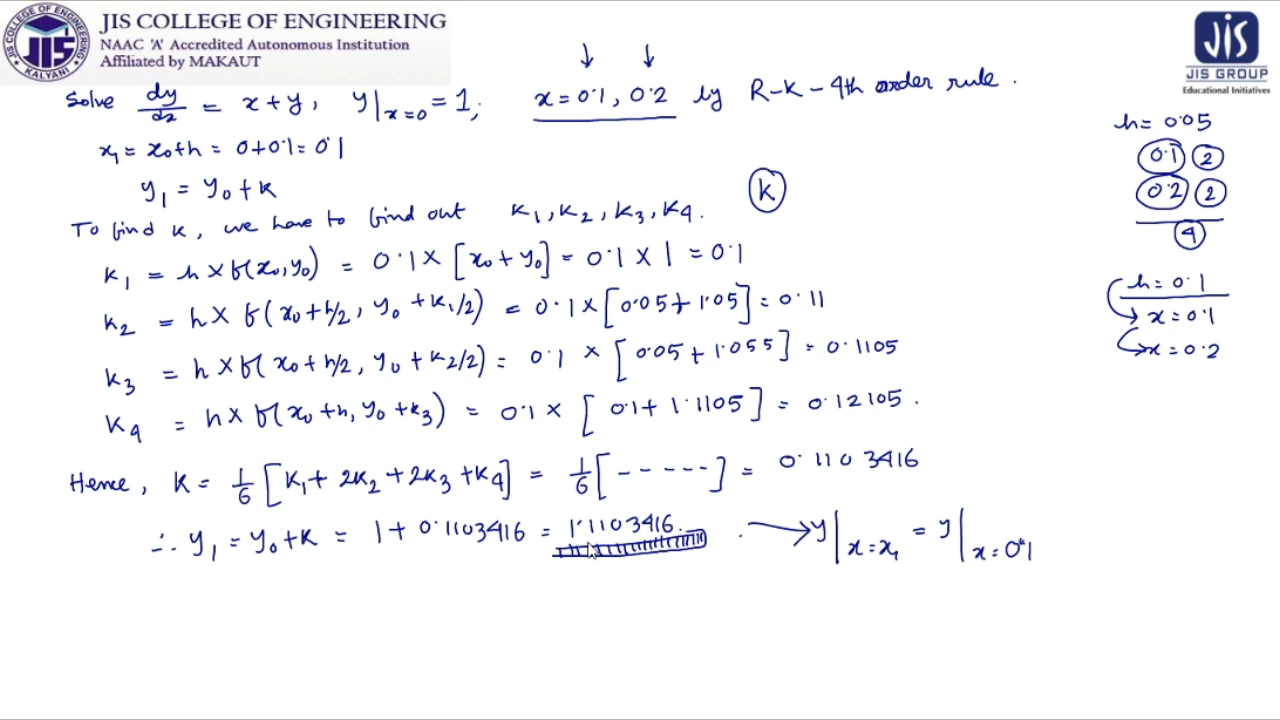 JIS COLLEGE OF ENGINEERING
NAAC 'A' Accredited Autonomous Institution
Affiliated by MAKAUT
JIS COLLEGE OF ENGINEERING
JIS
KALYANI
JIS
JIS GROUP
Educational Initiatives
Solve dy/dx = x + y, y|x=0 = 1; x = 0.1, 0.2 by R-K-4th order rule.
x₁ = x₀+h = 0+0.1 = 0.1
y₁ = y₀ + k
k
To find k, we have to find out k₁, k₂, k₃, k₄.
k₁ = h × f(x₀, y₀) = 0.1 × [x₀ + y₀] = 0.1 × 1 = 0.1
k₂ = h × f(x₀ + h/2, y₀ + k₁/2) = 0.1 × [0.05 + 1.05] = 0.11
k₃ = h × f(x₀ + h/2, y₀ + k₂/2) = 0.1 × [0.05 + 1.055] = 0.1105
k₄ = h × f(x₀ + h, y₀ + k₃) = 0.1 × [0.1 + 1.1105] = 0.12105.
Hence, k = 1/6 [k₁ + 2k₂ + 2k₃ + k₄] = 1/6 [-----] = 0.1103416
∴ y₁ = y₀ + k = 1 + 0.1103416 = 1.1103416. → y|x=x₁ = y|x=0.1
h = 0.05
0.1 2
0.2 2
4
h = 0.1
x = 0.1
x = 0.2